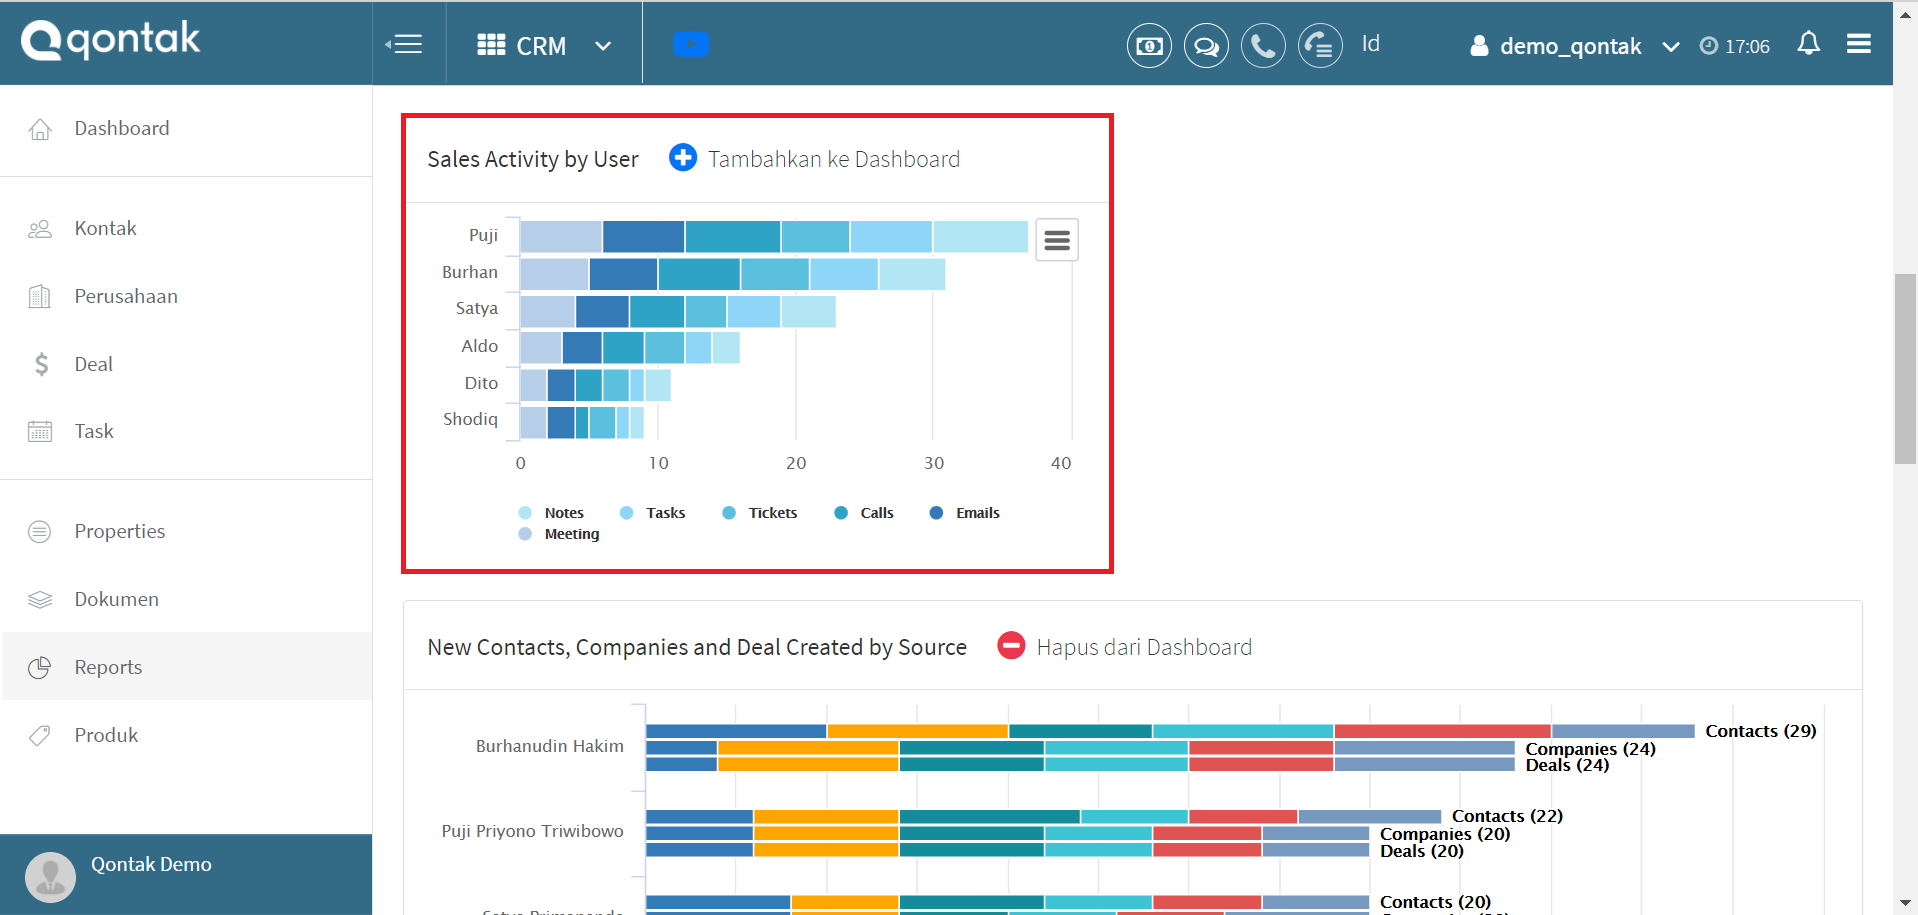 qontak
CRM
Id
demo_qontak
17:06
Dashboard
Kontak
Perusahaan
Deal
Task
Properties
Dokumen
Reports
Produk
Qontak Demo
Sales Activity by User
Tambahkan ke Dashboard
Puji
Burhan
Satya
Aldo
Dito
Shodiq
0 10 20 30 40
Notes Tasks Tickets Calls Emails
Meeting
New Contacts, Companies and Deal Created by Source
Hapus dari Dashboard
Burhanudin Hakim
Contacts (29)
Companies (24)
Deals (24)
Puji Priyono Triwibowo
Contacts (22)
Companies (20)
Deals (20)
Contacts (20)